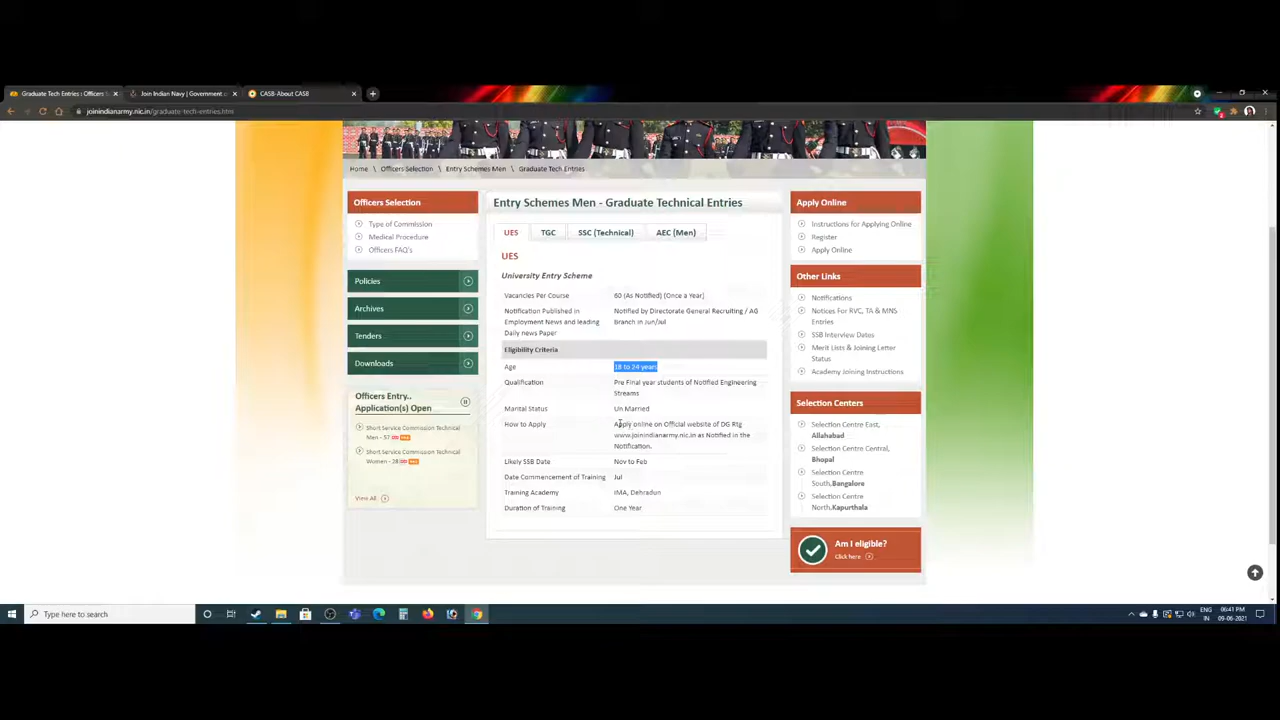 Graduate Tech Entries : Officers S
Join Indian Navy | Government o
CASB-About CASB
joinindianarmy.nic.in/graduate-tech-entries.htm
Home \ Officers Selection \ Entry Schemes Men \ Graduate Tech Entries
Officers Selection
Type of Commission
Medical Procedure
Officers FAQ's
Policies
Archives
Tenders
Downloads
Officers Entry..
Application(s) Open
Short Service Commission Technical
Men - 57
Short Service Commission Technical
Women - 28
View All
Entry Schemes Men - Graduate Technical Entries
UES TGC SSC (Technical) AEC (Men)
UES
University Entry Scheme
Vacancies Per Course 60 (As Notified) (Once a Year)
Notification Published in Notified by Directorate General Recruiting / AG
Employment News and leading Branch in Jun/Jul
Daily news Paper
Eligibility Criteria
Age 18 to 24 years
Qualification Pre Final year students of Notified Engineering
Streams
Marital Status Un Married
How to Apply Apply online on Official website of DG Rtg
www.joinindianarmy.nic.in as Notified in the
Notification.
Likely SSB Date Nov to Feb
Date Commencement of Training Jul
Training Academy IMA, Dehradun
Duration of Training One Year
Apply Online
Instructions for Applying Online
Register
Apply Online
Other Links
Notifications
Notices For RVC, TA & MNS
Entries
SSB Interview Dates
Merit Lists & Joining Letter
Status
Academy Joining Instructions
Selection Centers
Selection Centre East,
Allahabad
Selection Centre Central,
Bhopal
Selection Centre
South,Bangalore
Selection Centre
North,Kapurthala
Am I eligible?
Click here
Type here to search
ENG
IN
06:41 PM
09-06-2021